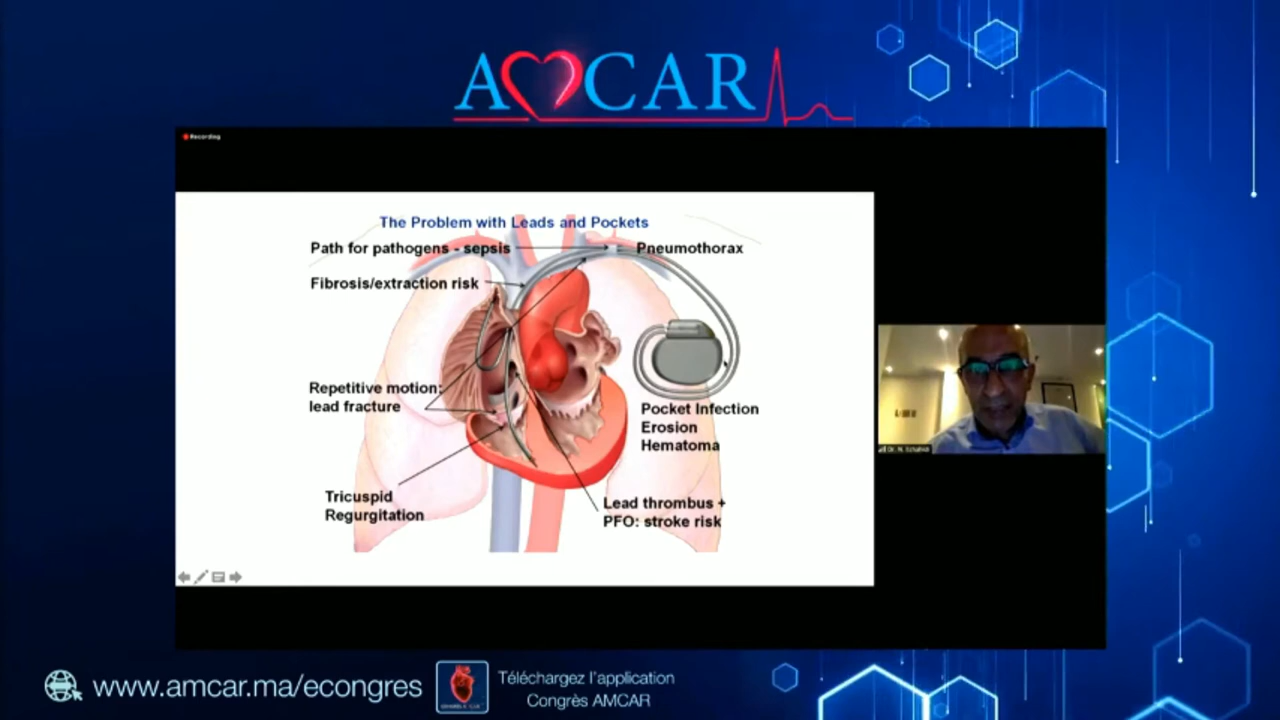 AMCAR
Recording
The Problem with Leads and Pockets
Path for pathogens - sepsis
Pneumothorax
Fibrosis/extraction risk
Repetitive motion:
lead fracture
Pocket Infection
Erosion
Hematoma
Tricuspid
Regurgitation
Lead thrombus +
PFO: stroke risk
www.amcar.ma/econgres
Téléchargez l'application
Congrès AMCAR